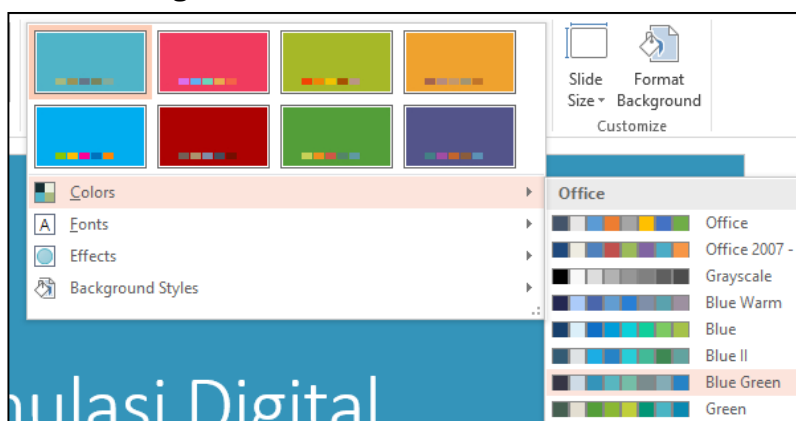 Slide Size
Format Background
Customize
Colors
Fonts
Effects
Background Styles
Office
Office
Office 2007 -
Grayscale
Blue Warm
Blue
Blue II
Blue Green
Green
Digital